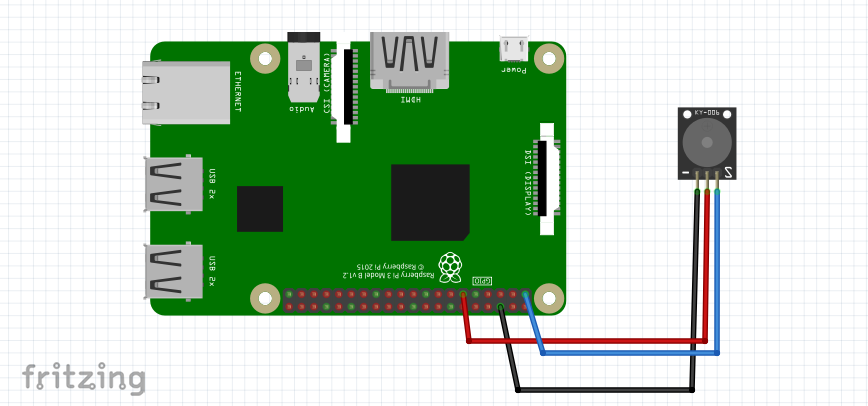 ETHERNET
Audio
CSI (CAMERA)
HDMI
Power
USB 2x
USB 2x
DSI (DISPLAY)
GPIO
Raspberry Pi 3 Model B v1.2
© Raspberry Pi 2015
KY-006
- S
fritzing